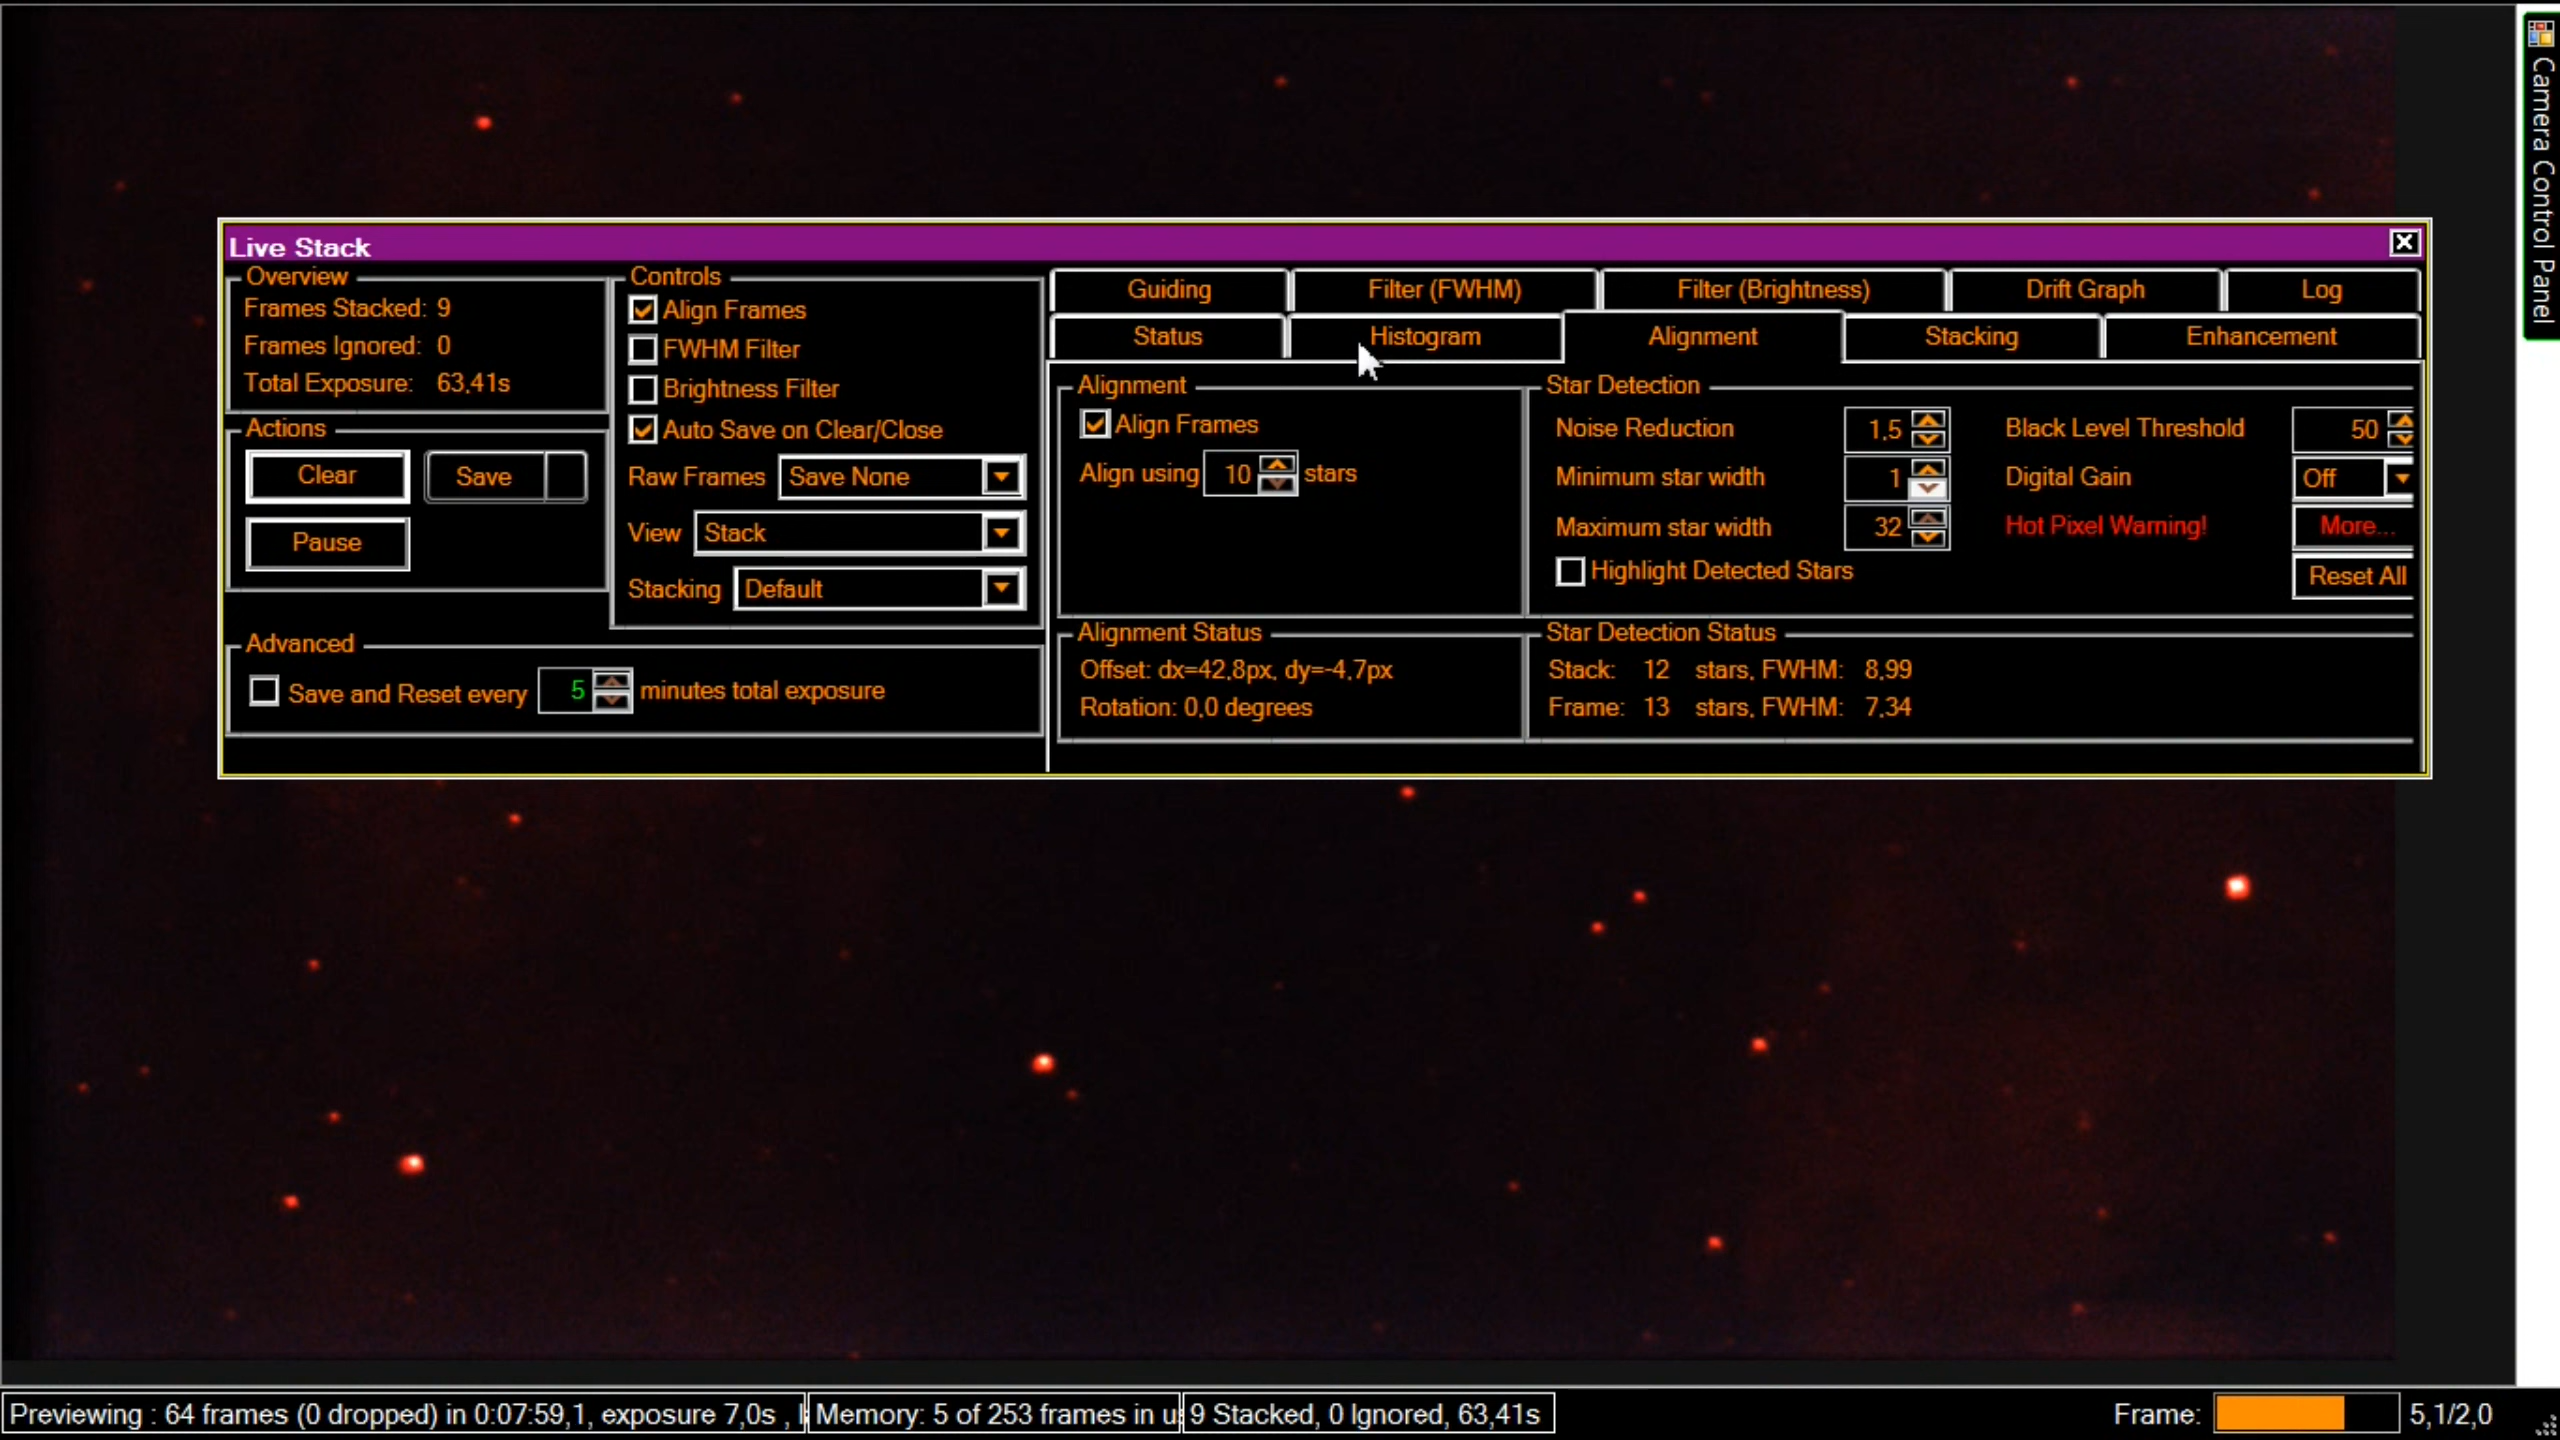 Camera Control Panel
Live Stack
Overview
Frames Stacked: 9
Frames Ignored: 0
Total Exposure: 63,41s
Actions
Clear
Save
Pause
Controls
Align Frames
FWHM Filter
Brightness Filter
Auto Save on Clear/Close
Raw Frames Save None
View Stack
Stacking Default
Advanced
Save and Reset every 5 minutes total exposure
Guiding Filter (FWHM) Filter (Brightness) Drift Graph Log
Status Histogram Alignment Stacking Enhancement
Alignment
Align Frames
Align using 10 stars
Star Detection
Noise Reduction 1,5 Black Level Threshold 50
Minimum star width 1 Digital Gain Off
Maximum star width 32 Hot Pixel Warning! More...
Highlight Detected Stars Reset All
Alignment Status
Offset: dx=42,8px, dy=-4,7px
Rotation: 0,0 degrees
Star Detection Status
Stack: 12 stars, FWHM: 8,99
Frame: 13 stars, FWHM: 7,34
Previewing : 64 frames (0 dropped) in 0:07:59,1, exposure 7,0s , Memory: 5 of 253 frames in 9 Stacked, 0 Ignored, 63,41s Frame: 5,1/2,0